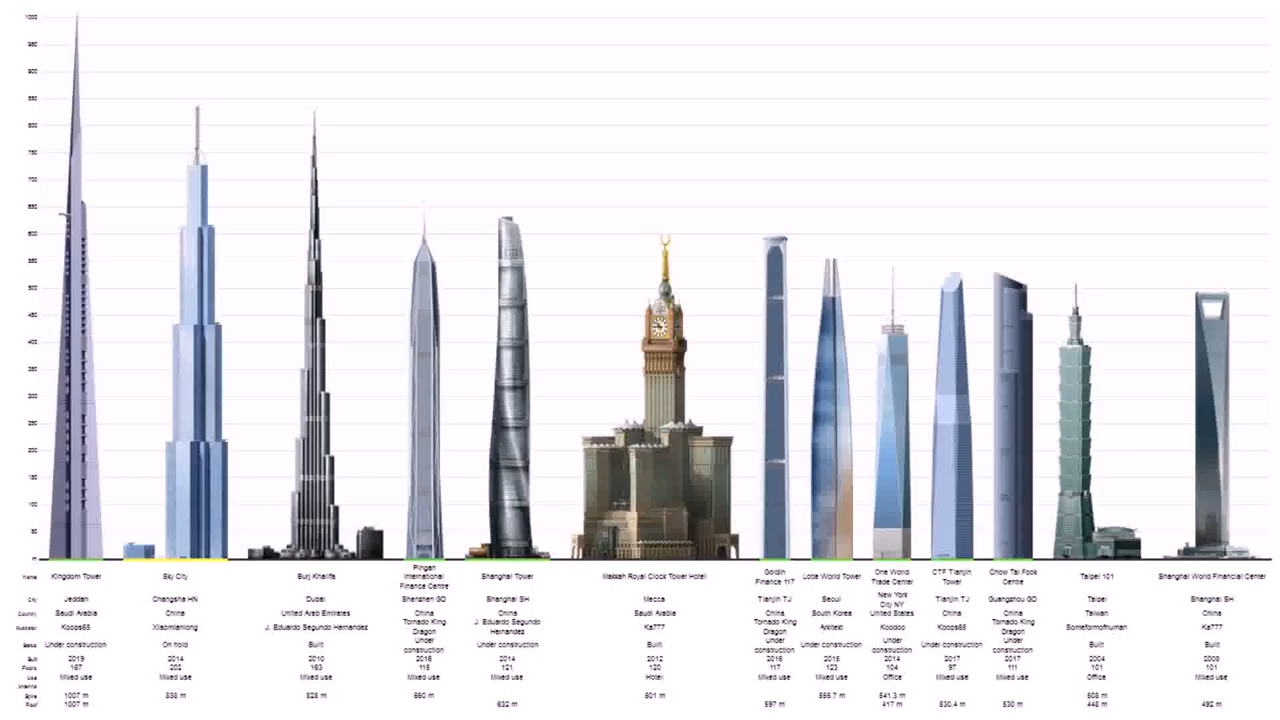 1000
950
900
850
800
750
700
650
600
550
500
450
400
350
300
250
200
150
100
50
0
Name Kingdom Tower Sky City Burj Khalifa Pingan International Finance Centre Shanghai Tower Makkah Royal Clock Tower Hotel Goldin Finance 117 Lotte World Tower One World Trade Center CTF Tianjin Tower Chow Tai Fook Centre Taipei 101 Shanghai World Financial Center
City Jeddah Changsha HN Dubai Shenzhen GD Shanghai SH Mecca Tianjin TJ Seoul New York City NY Tianjin TJ Guangzhou GD Taipei Shanghai SH
Country Saudi Arabia China United Arab Emirates China China Saudi Arabia China South Korea United States China China Taiwan China
Illustrator Koops65 Xiaomianlong J. Eduardo Segundo Hernandez Tornado King Dragon J. Eduardo Segundo Hernandez Ka777 Tornado King Dragon Arkitekt Koodoo Koops65 Tornado King Dragon Someformofhuman Ka777
Status Under construction On hold Built Under construction Under construction Built Under construction Under construction Under construction Under construction Under construction Built Built
Built 2019 2014 2010 2016 2014 2012 2016 2015 2014 2017 2017 2004 2008
Floors 167 202 163 115 121 120 117 123 104 97 111 101 101
Use Mixed use Mixed use Mixed use Mixed use Mixed use Hotel Mixed use Mixed use Office Mixed use Mixed use Office Mixed use
Antenna
Spire 1007 m 838 m 828 m 660 m 601 m 555.7 m 541.3 m 508 m
Roof 1007 m 632 m 597 m 417 m 530.4 m 530 m 448 m 492 m